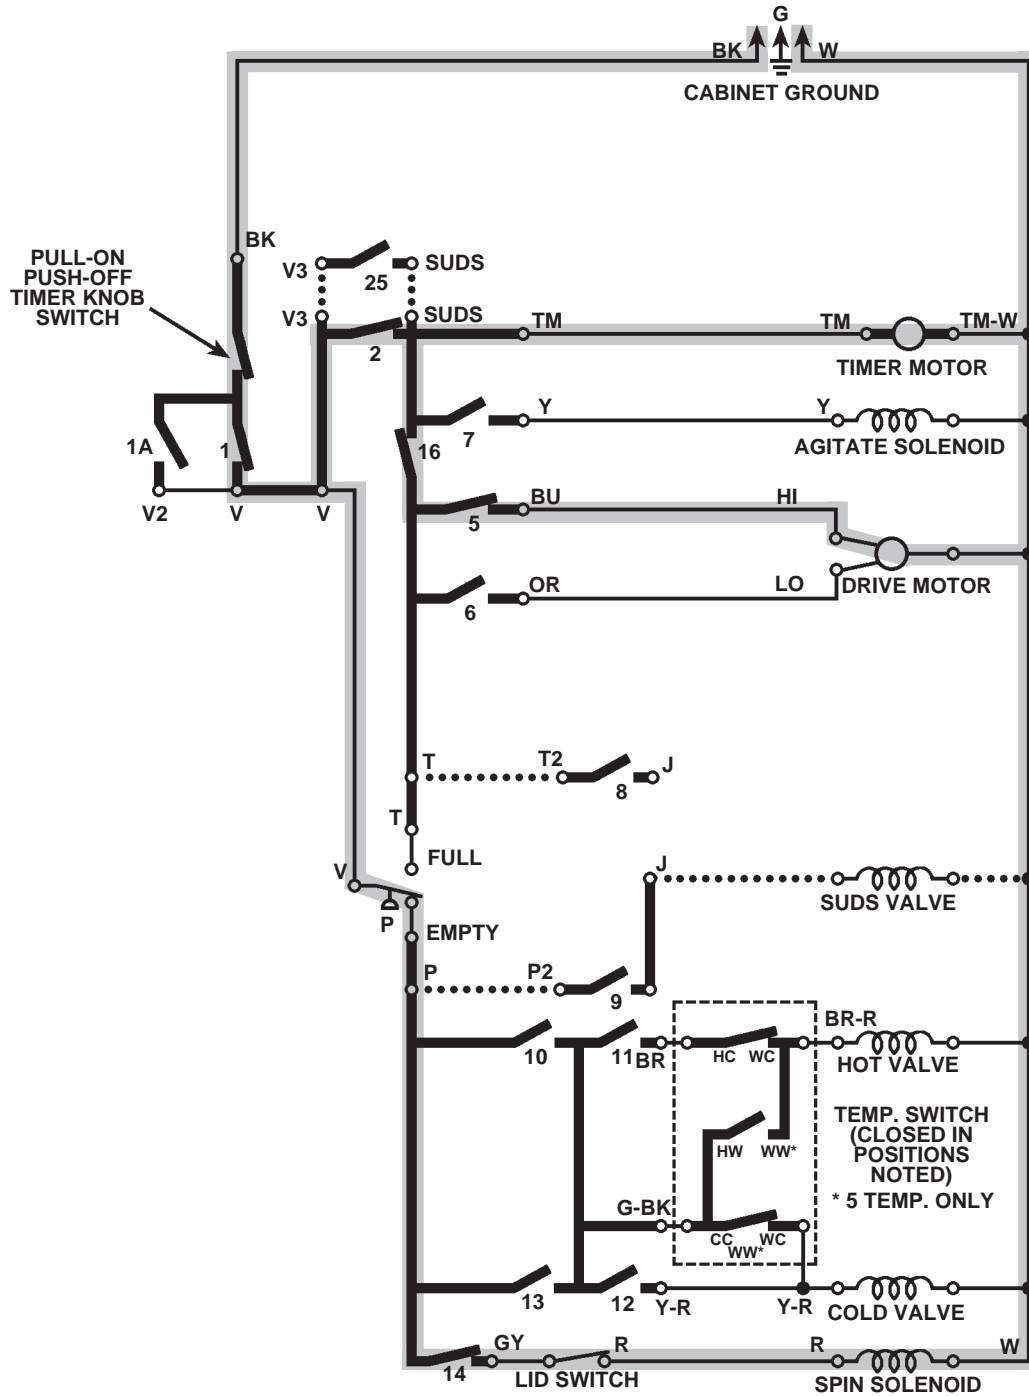 G
BK
W
CABINET GROUND
BK
PULL-ON
PUSH-OFF
TIMER KNOB
SWITCH
V3
25
SUDS
V3
SUDS
2
TM
TM
TM-W
TIMER MOTOR
1A
1
16
7
Y
Y
AGITATE SOLENOID
V2
V
V
5
BU
HI
6
OR
LO
DRIVE MOTOR
T
T2
8
J
T
FULL
V
P
EMPTY
J
SUDS VALVE
P
P2
9
10
11
BR
HC
WC
BR-R
HOT VALVE
HW
WW*
TEMP. SWITCH
(CLOSED IN
POSITIONS
NOTED)
* 5 TEMP. ONLY
G-BK
CC
WC
WW*
13
12
Y-R
Y-R
COLD VALVE
14
GY
LID SWITCH
R
R
SPIN SOLENOID
W